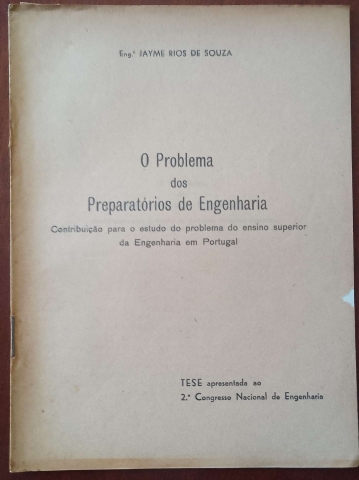 Eng.º JAYME RIOS DE SOUZA
O Problema
dos
Preparatórios de Engenharia
Contribuição para o estudo do problema do ensino superior
da Engenharia em Portugal
TESE apresentada ao
2.º Congresso Nacional de Engenharia